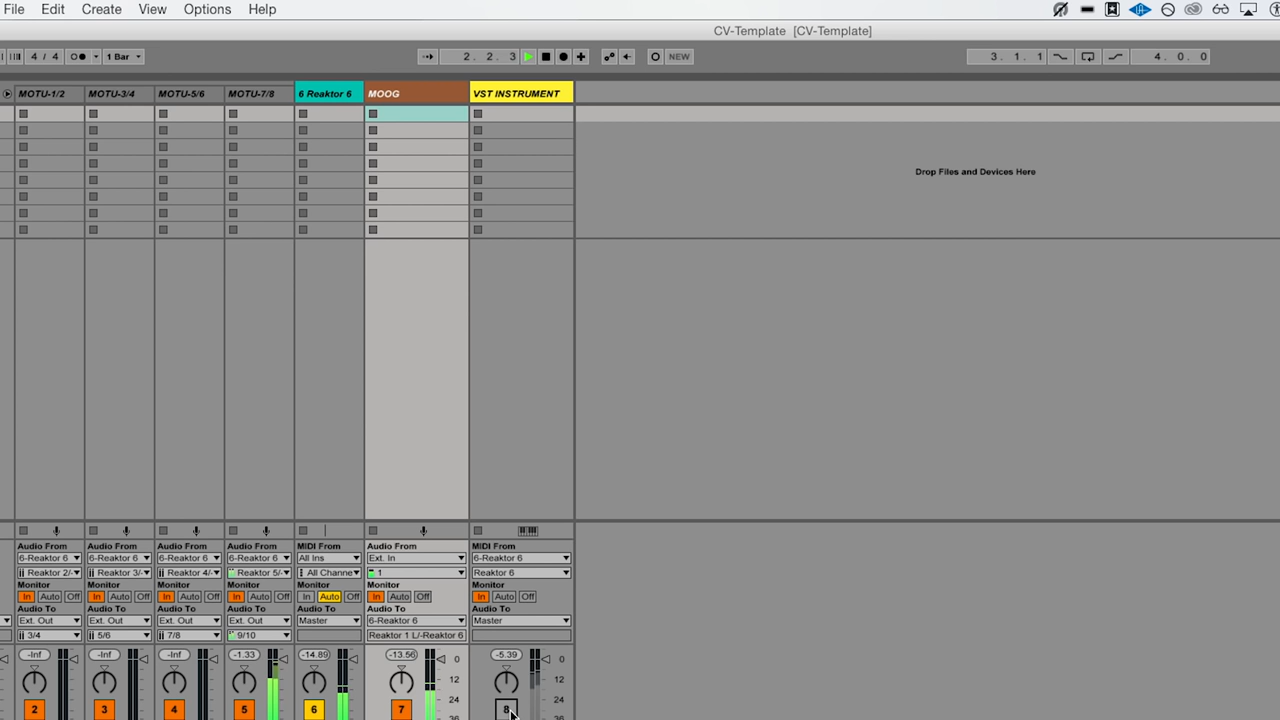 File Edit Create View Options Help
CV-Template [CV-Template]
4 / 4 1 Bar 2. 2. 3 NEW 3. 1. 1 4. 0. 0
MOTU-1/2 MOTU-3/4 MOTU-5/6 MOTU-7/8 6 Reaktor 6 MOOG VST INSTRUMENT
Drop Files and Devices Here
Audio From Audio From Audio From Audio From MIDI From Audio From MIDI From
6-Reaktor 6 6-Reaktor 6 6-Reaktor 6 6-Reaktor 6 All Ins Ext. In 6-Reaktor 6
Reaktor 2/- Reaktor 3/- Reaktor 4/- Reaktor 5/- All Channe 1 Reaktor 6
Monitor Monitor Monitor Monitor Monitor Monitor Monitor
In Auto Off In Auto Off In Auto Off In Auto Off In Auto Off In Auto Off In Auto Off
Audio To Audio To Audio To Audio To Audio To Audio To Audio To
Ext. Out Ext. Out Ext. Out Ext. Out Master 6-Reaktor 6 Master
3/4 5/6 7/8 9/10 Reaktor 1 L/-Reaktor 6
-Inf -Inf -Inf -1.33 -14.89 -13.56 0 -5.39 0
12 12
24 24
2 3 4 5 6 7 36 8 36